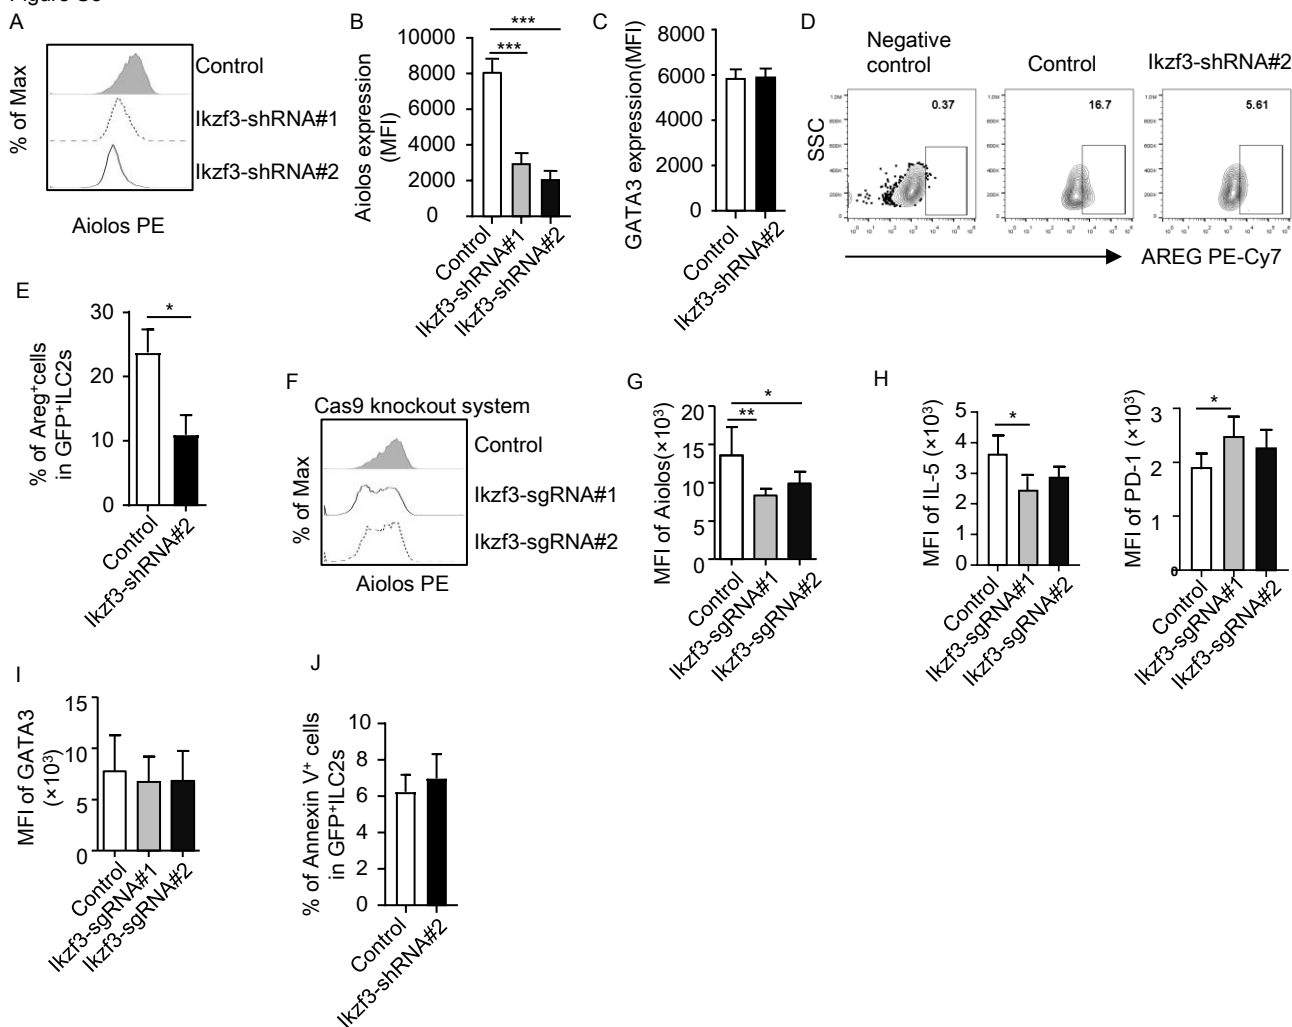 A
% of Max
Control
Ikzf3-shRNA#1
Ikzf3-shRNA#2
Aiolos PE
B
Aiolos expression
(MFI)
10000
8000
6000
4000
2000
0
***
***
Control
Ikzf3-shRNA#1
Ikzf3-shRNA#2
C
GATA3 expression(MFI)
8000
6000
4000
2000
0
Control
Ikzf3-shRNA#2
D
Negative
control
Control
Ikzf3-shRNA#2
SSC
0.37
16.7
5.61
AREG PE-Cy7
E
% of Areg⁺cells
in GFP⁺ILC2s
30
20
10
0
*
Control
Ikzf3-shRNA#2
F
Cas9 knockout system
% of Max
Control
Ikzf3-sgRNA#1
Ikzf3-sgRNA#2
Aiolos PE
G
MFI of Aiolos(×10³)
20
15
10
5
0
*
**
Control
Ikzf3-sgRNA#1
Ikzf3-sgRNA#2
H
MFI of IL-5 (×10³)
5
4
3
2
1
0
*
Control
Ikzf3-sgRNA#1
Ikzf3-sgRNA#2
MFI of PD-1 (×10³)
3
2
1
0
*
Control
Ikzf3-sgRNA#1
Ikzf3-sgRNA#2
I
MFI of GATA3
(×10³)
15
10
5
0
Control
Ikzf3-sgRNA#1
Ikzf3-sgRNA#2
J
% of Annexin V⁺ cells
in GFP⁺ILC2s
10
8
6
4
2
0
Control
Ikzf3-shRNA#2